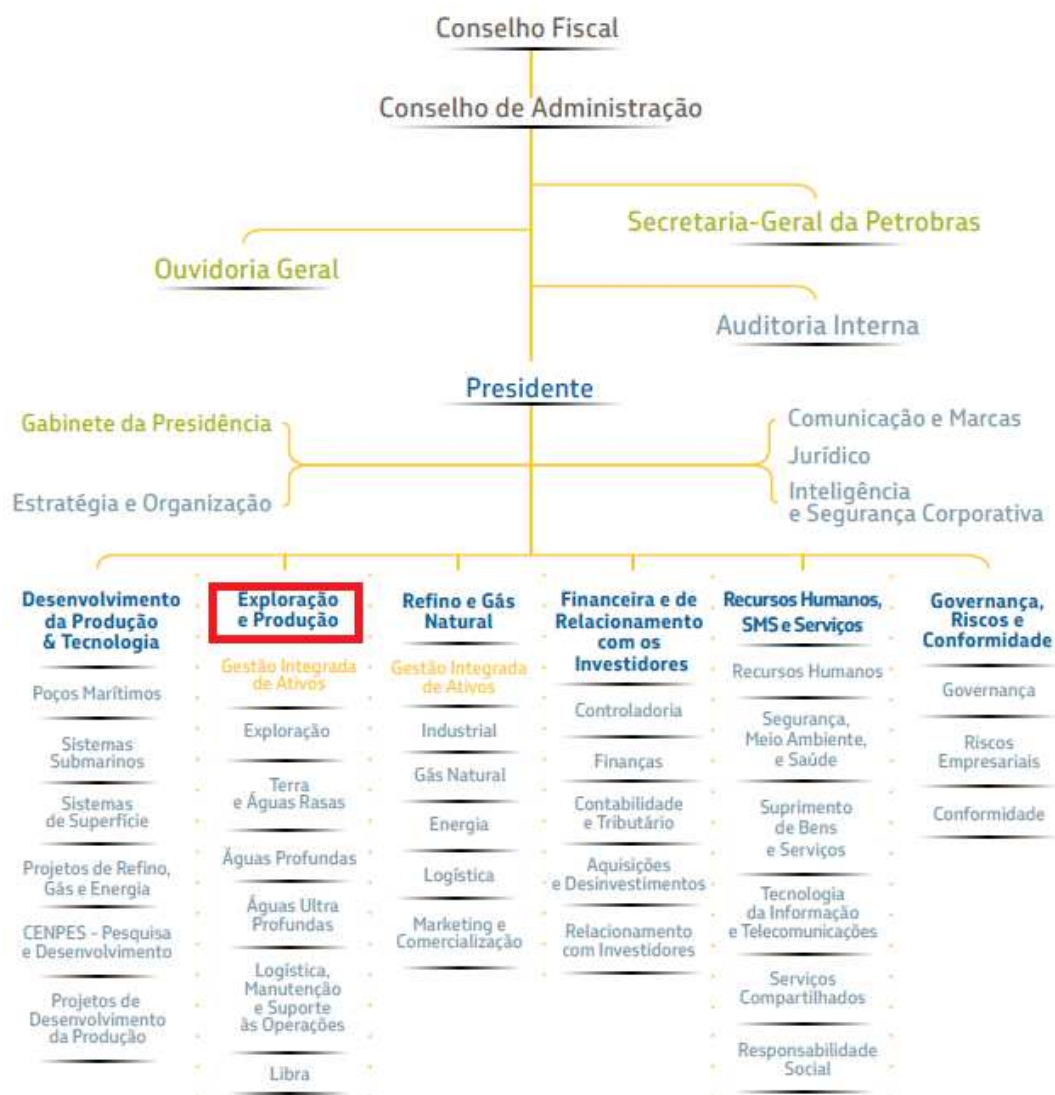 Conselho Fiscal
Conselho de Administração
Secretaria-Geral da Petrobras
Ouvidoria Geral
Auditoria Interna
Presidente
Gabinete da Presidência
Estratégia e Organização
Comunicação e Marcas
Jurídico
Inteligência
e Segurança Corporativa
Desenvolvimento
da Produção
& Tecnologia
Poços Marítimos
Sistemas
Submarinos
Sistemas
de Superfície
Projetos de Refino,
Gás e Energia
CENPES - Pesquisa
e Desenvolvimento
Projetos de
Desenvolvimento
da Produção
Exploração
e Produção
Gestão Integrada
de Ativos
Exploração
Terra
e Águas Rasas
Águas Profundas
Águas Ultra
Profundas
Logística,
Manutenção
e Suporte
às Operações
Libra
Refino e Gás
Natural
Gestão Integrada
de Ativos
Industrial
Gás Natural
Energia
Logística
Marketing e
Comercialização
Financeira e de
Relacionamento
com os
Investidores
Controladoria
Finanças
Contabilidade
e Tributário
Aquisições
e Desinvestimentos
Relacionamento
com Investidores
Recursos Humanos,
SMS e Serviços
Recursos Humanos
Segurança,
Meio Ambiente,
e Saúde
Suprimento
de Bens
e Serviços
Tecnologia
da Informação
e Telecomunicações
Serviços
Compartilhados
Responsabilidade
Social
Governança,
Riscos e
Conformidade
Governança
Riscos
Empresariais
Conformidade